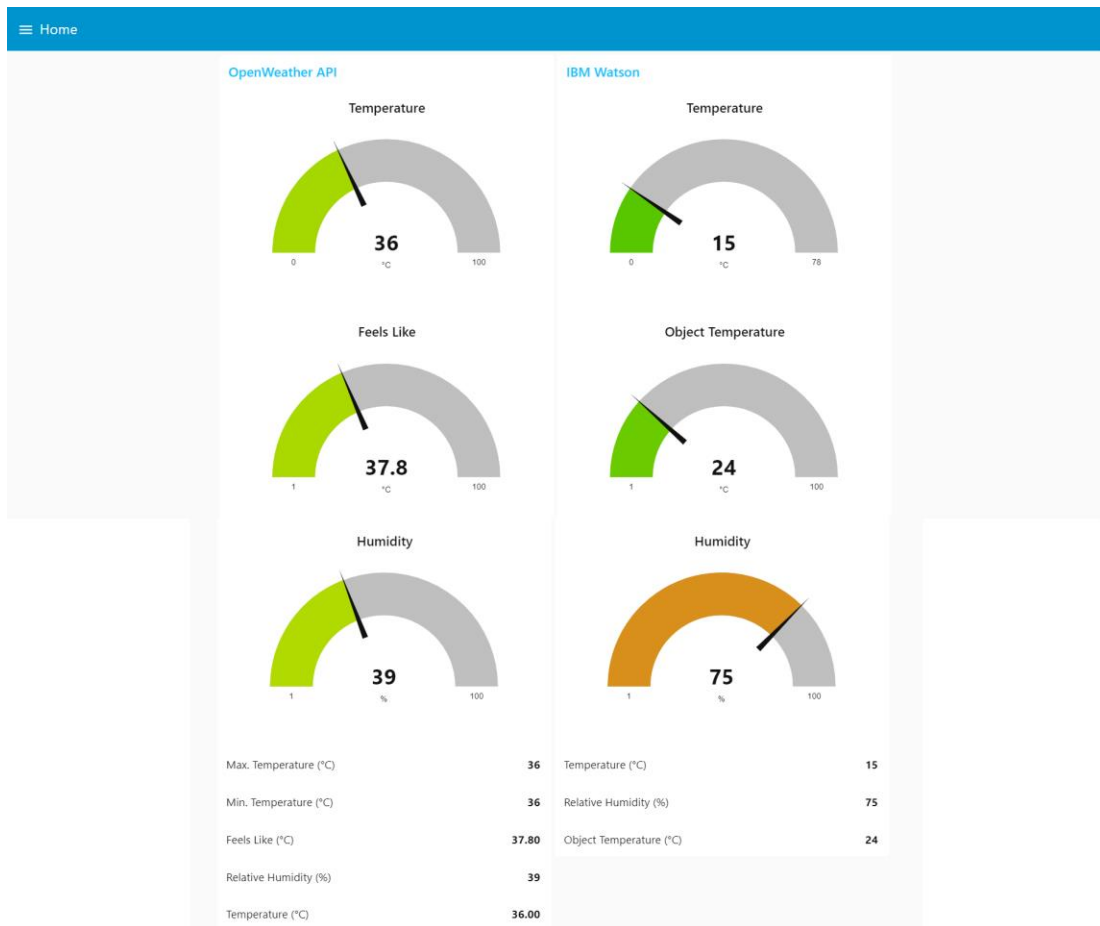 ≡ Home
OpenWeather API
Temperature
36
°C
0 100
Feels Like
37.8
°C
1 100
Humidity
39
%
1 100
Max. Temperature (°C) 36
Min. Temperature (°C) 36
Feels Like (°C) 37.80
Relative Humidity (%) 39
Temperature (°C) 36.00
IBM Watson
Temperature
15
°C
0 78
Object Temperature
24
°C
1 100
Humidity
75
%
1 100
Temperature (°C) 15
Relative Humidity (%) 75
Object Temperature (°C) 24